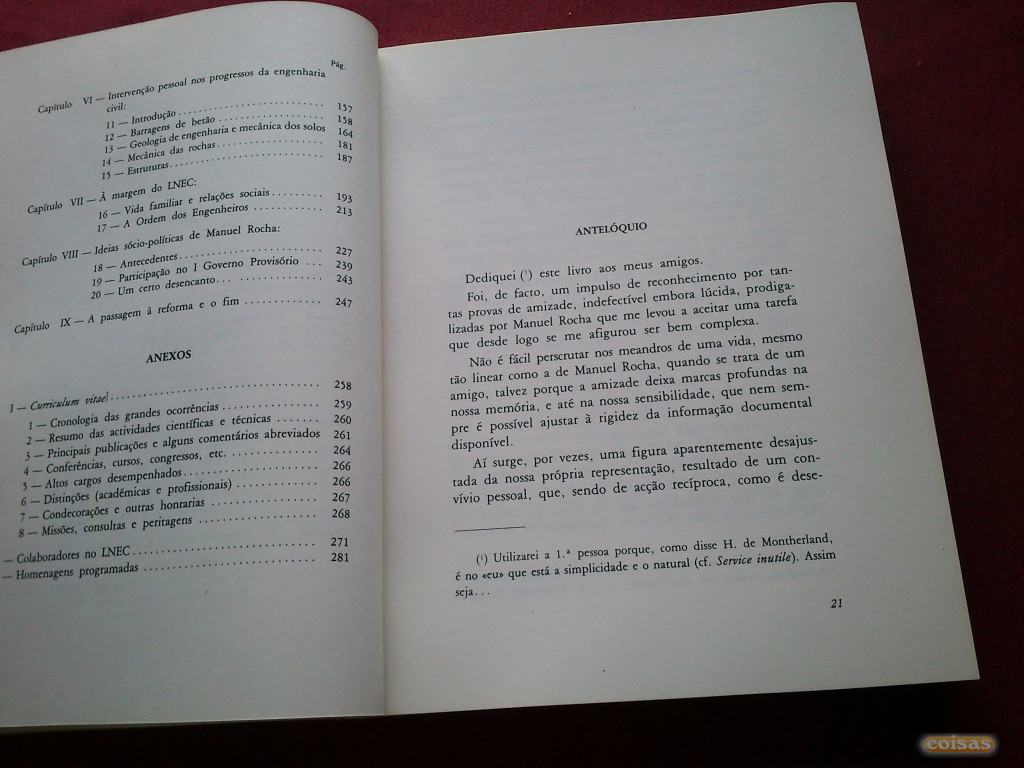 Pág.
Capítulo VI — Intervenção pessoal nos progressos da engenharia
civil:
11 — Introdução . . . . . . . . . . . . . . . . . . . . . . . . 157
12 — Barragens de betão . . . . . . . . . . . . . . . . . . 158
13 — Geologia de engenharia e mecânica dos solos 164
14 — Mecânica das rochas . . . . . . . . . . . . . . . . . 181
15 — Estruturas . . . . . . . . . . . . . . . . . . . . . . . . 187
Capítulo VII — À margem do LNEC:
16 — Vida familiar e relações sociais . . . . . . . . . 193
17 — A Ordem dos Engenheiros . . . . . . . . . . . . 213
Capítulo VIII — Ideias sócio-políticas de Manuel Rocha:
18 — Antecedentes . . . . . . . . . . . . . . . . . . . . . . 227
19 — Participação no I Governo Provisório . . . 239
20 — Um certo desencanto . . . . . . . . . . . . . . . . 243
Capítulo IX — A passagem à reforma e o fim . . . . . . . . . . . . 247
ANEXOS
1 — Curriculum vitae . . . . . . . . . . . . . . . . . . . . . . . . . . . . . 258
1 — Cronologia das grandes ocorrências . . . . . . . . . . . . . . 259
2 — Resumo das actividades científicas e técnicas . . . . . . . 260
3 — Principais publicações e alguns comentários abreviados 261
4 — Conferências, cursos, congressos, etc. . . . . . . . . . . . . 264
5 — Altos cargos desempenhados . . . . . . . . . . . . . . . . . . . 266
6 — Distinções (académicas e profissionais) . . . . . . . . . . . 266
7 — Condecorações e outras honrarias . . . . . . . . . . . . . . . 267
8 — Missões, consultas e peritagens . . . . . . . . . . . . . . . . . 268
— Colaboradores no LNEC . . . . . . . . . . . . . . . . . . . . . . . . 271
— Homenagens programadas . . . . . . . . . . . . . . . . . . . . . . 281
ANTELÓQUIO
Dediquei (¹) este livro aos meus amigos.
Foi, de facto, um impulso de reconhecimento por tan-
tas provas de amizade, indefectível embora lúcida, prodiga-
lizadas por Manuel Rocha que me levou a aceitar uma tarefa
que desde logo se me afigurou ser bem complexa.
Não é fácil perscrutar nos meandros de uma vida, mesmo
tão linear como a de Manuel Rocha, quando se trata de um
amigo, talvez porque a amizade deixa marcas profundas na
nossa memória, e até na nossa sensibilidade, que nem sem-
pre é possível ajustar à rigidez da informação documental
disponível.
Aí surge, por vezes, uma figura aparentemente desajus-
tada da nossa própria representação, resultado de um con-
vívio pessoal, que, sendo de acção recíproca, como é dese-
(¹) Utilizarei a 1.ª pessoa porque, como disse H. de Montherland,
é no «eu» que está a simplicidade e o natural (cf. Service inutile). Assim
seja. . .
21
coisas